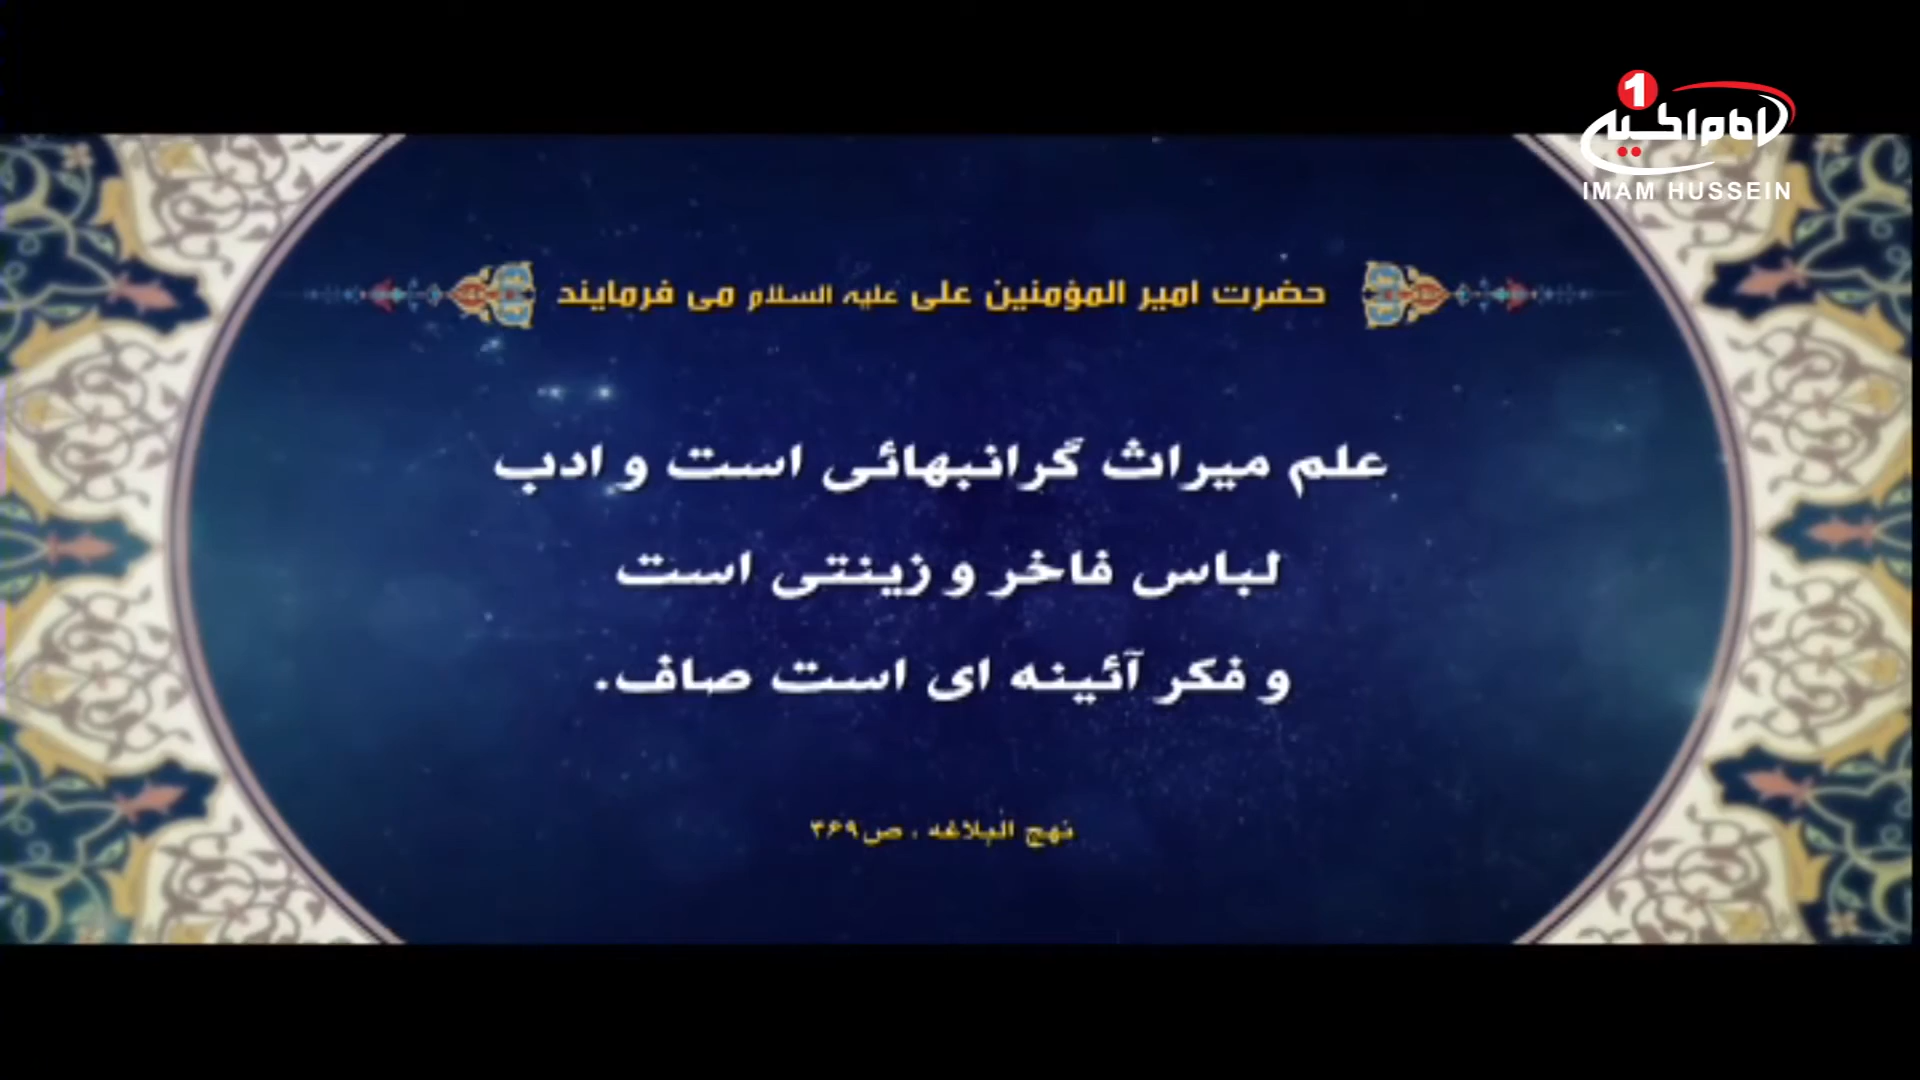 1
امام حسین
IMAM HUSSEIN
حضرت امیر المؤمنین علی علیه السلام می فرمایند
علم میراث گرانبهائی است و ادب
لباس فاخر و زینتی است
و فکر آئینه ای است صاف.
نهج البلاغه ، ص۳۶۹